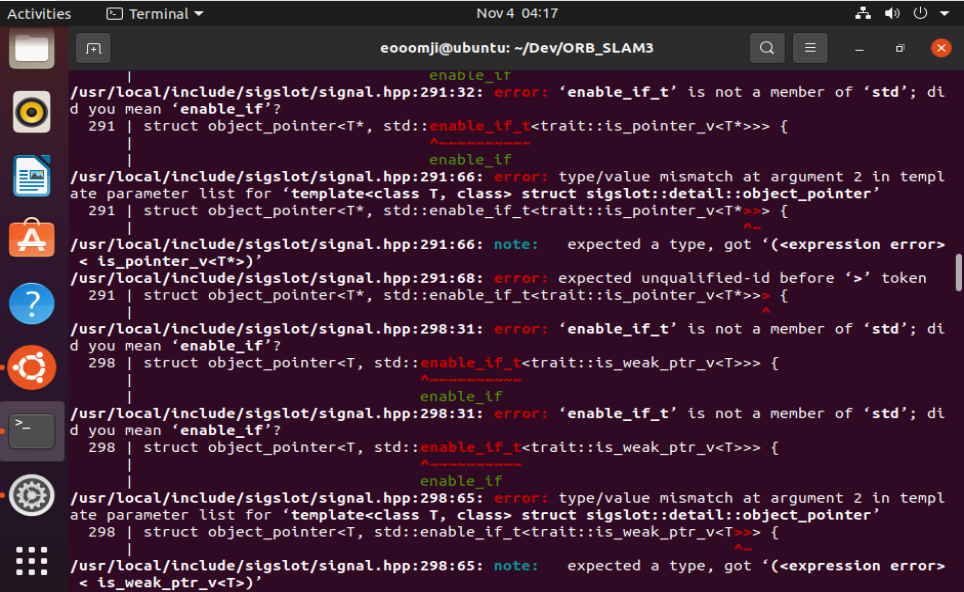 Activities
Terminal
Nov 4 04:17
eooomji@ubuntu: ~/Dev/ORB_SLAM3
|                                 enable_if
/usr/local/include/sigslot/signal.hpp:291:32: error: ‘enable_if_t’ is not a member of ‘std’; di
d you mean ‘enable_if’?
291 | struct object_pointer<T*, std::enable_if_t<trait::is_pointer_v<T*>>> {
|                                 ^~~~~~~~~~~
|                                 enable_if
/usr/local/include/sigslot/signal.hpp:291:66: error: type/value mismatch at argument 2 in templ
ate parameter list for ‘template<class T, class> struct sigslot::detail::object_pointer’
291 | struct object_pointer<T*, std::enable_if_t<trait::is_pointer_v<T*>>> {
|                                                                   ^~
/usr/local/include/sigslot/signal.hpp:291:66: note:   expected a type, got ‘(<expression error>
< is_pointer_v<T*>)’
/usr/local/include/sigslot/signal.hpp:291:68: error: expected unqualified-id before ‘>’ token
291 | struct object_pointer<T*, std::enable_if_t<trait::is_pointer_v<T*>>> {
|                                                                     ^
/usr/local/include/sigslot/signal.hpp:298:31: error: ‘enable_if_t’ is not a member of ‘std’; di
d you mean ‘enable_if’?
298 | struct object_pointer<T, std::enable_if_t<trait::is_weak_ptr_v<T>>> {
|                                ^~~~~~~~~~~
|                                enable_if
/usr/local/include/sigslot/signal.hpp:298:31: error: ‘enable_if_t’ is not a member of ‘std’; di
d you mean ‘enable_if’?
298 | struct object_pointer<T, std::enable_if_t<trait::is_weak_ptr_v<T>>> {
|                                ^~~~~~~~~~~
|                                enable_if
/usr/local/include/sigslot/signal.hpp:298:65: error: type/value mismatch at argument 2 in templ
ate parameter list for ‘template<class T, class> struct sigslot::detail::object_pointer’
298 | struct object_pointer<T, std::enable_if_t<trait::is_weak_ptr_v<T>>> {
|                                                                  ^~
/usr/local/include/sigslot/signal.hpp:298:65: note:   expected a type, got ‘(<expression error>
< is_weak_ptr_v<T>)’